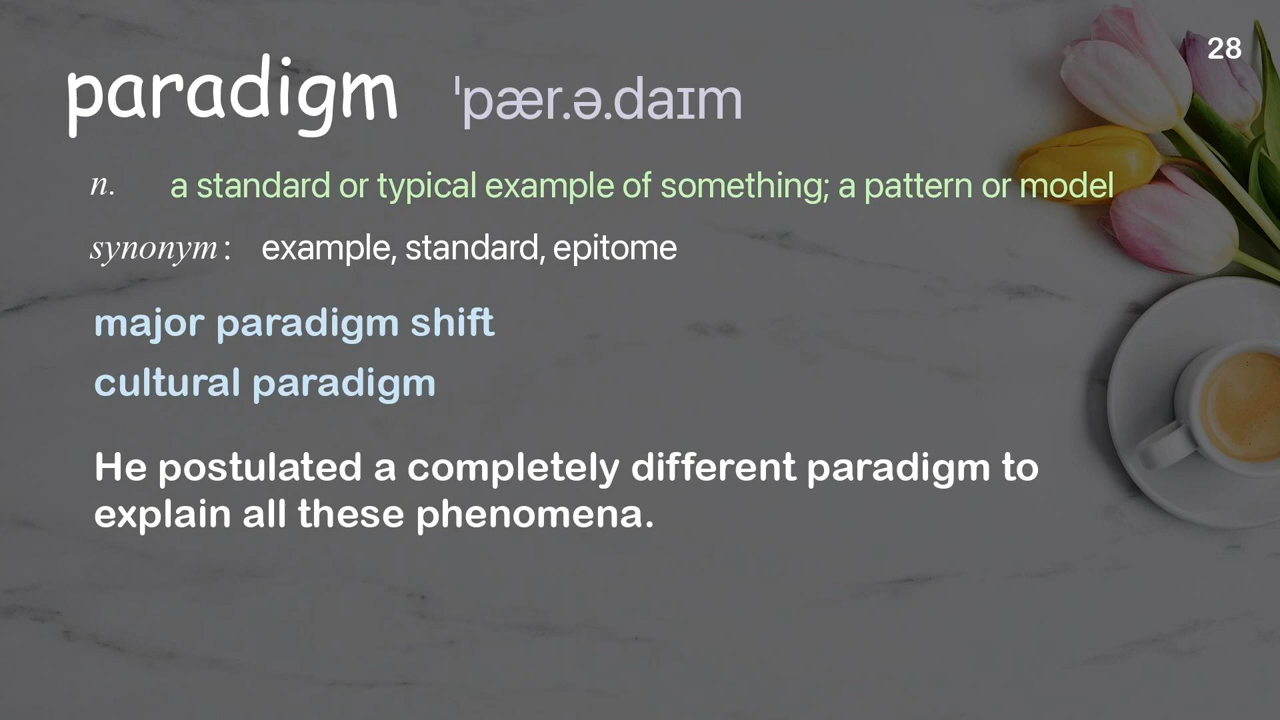 28
paradigm ˈpær.ə.daɪm
n. a standard or typical example of something; a pattern or model
synonym: example, standard, epitome
major paradigm shift
cultural paradigm
He postulated a completely different paradigm to
explain all these phenomena.